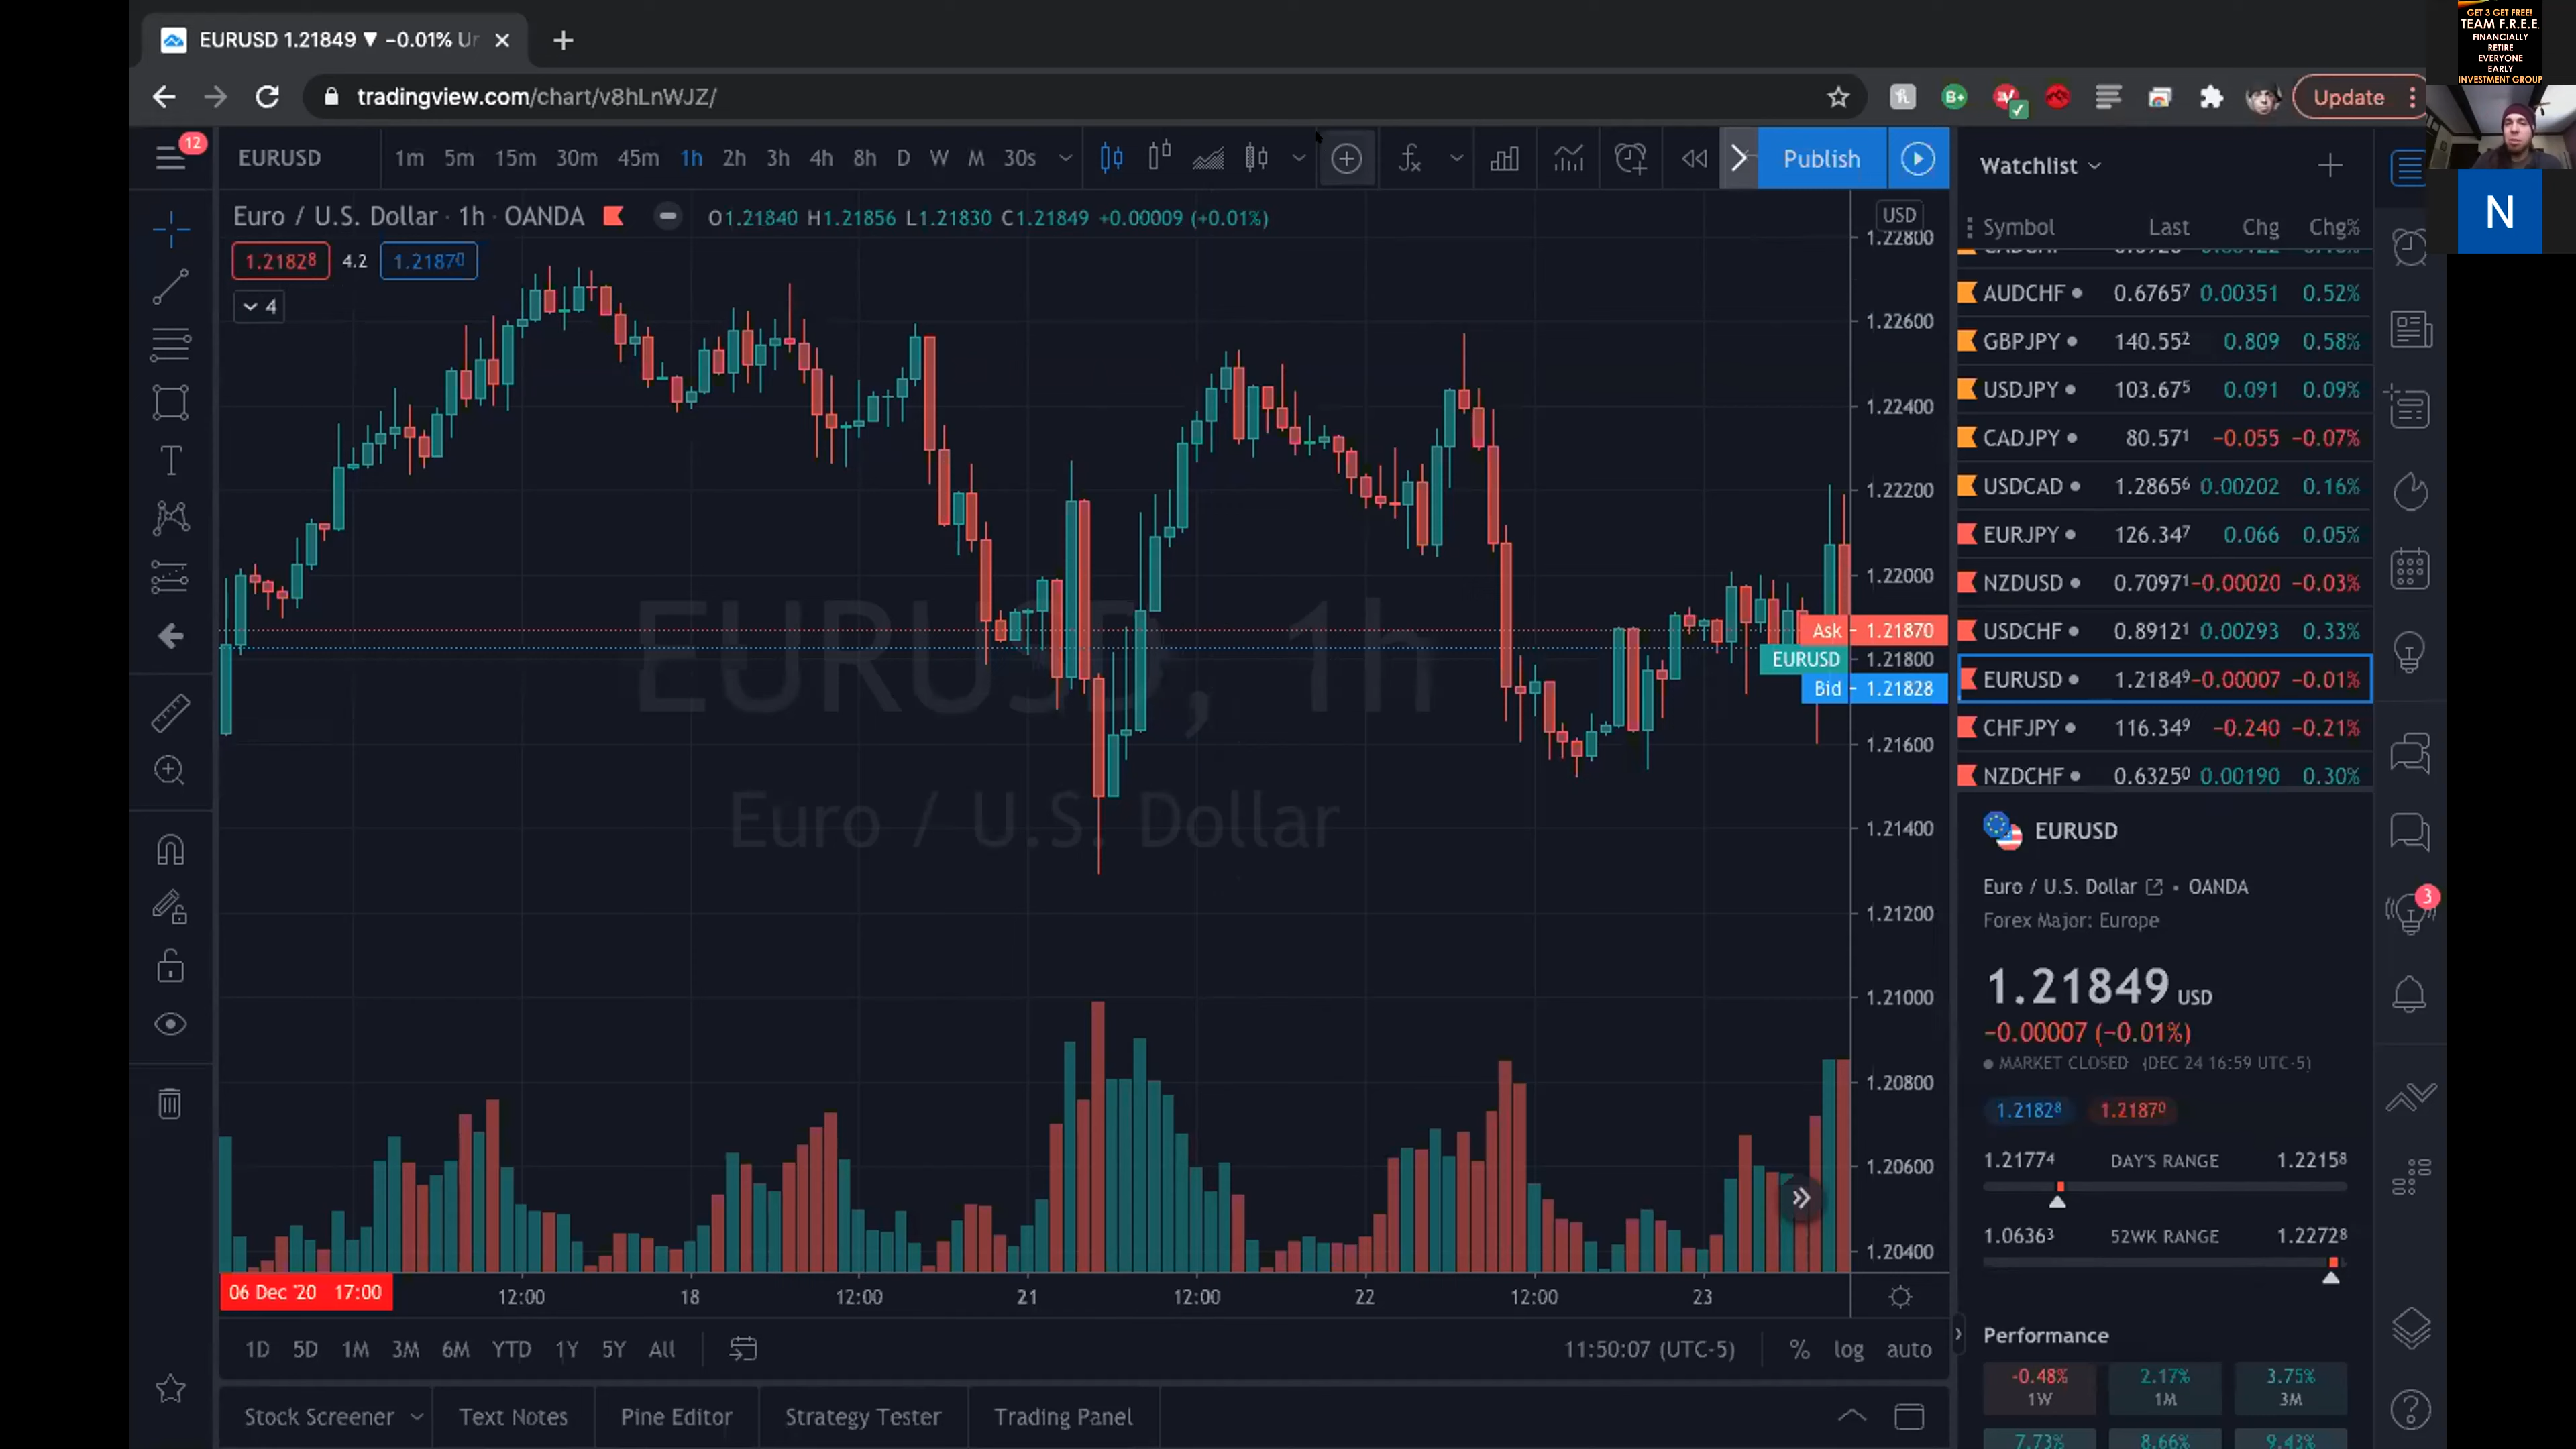 EURUSD 1.21849 ▼ −0.01% Ur
tradingview.com/chart/v8hLnWJZ/
Update
GET 3 GET FREE!
TEAM F.R.E.E.
FINANCIALLY
RETIRE
EVERYONE
EARLY
INVESTMENT GROUP
N
12
EURUSD 1m 5m 15m 30m 45m 1h 2h 3h 4h 8h D W M 30s
Publish
Euro / U.S. Dollar · 1h · OANDA O1.21840 H1.21856 L1.21830 C1.21849 +0.00009 (+0.01%)
1.21828 4.2 1.21870
4
EURUSD, 1h
Euro / U.S. Dollar
USD
1.22800
1.22600
1.22400
1.22200
1.22000
Ask 1.21870
EURUSD 1.21800
Bid 1.21828
1.21600
1.21400
1.21200
1.21000
1.20800
1.20600
1.20400
06 Dec '20 17:00 12:00 18 12:00 21 12:00 22 12:00 23
1D 5D 1M 3M 6M YTD 1Y 5Y All
11:50:07 (UTC-5) % log auto
Stock Screener Text Notes Pine Editor Strategy Tester Trading Panel
Watchlist
Symbol Last Chg Chg%
AUDCHF 0.67657 0.00351 0.52%
GBPJPY 140.552 0.809 0.58%
USDJPY 103.675 0.091 0.09%
CADJPY 80.571 −0.055 −0.07%
USDCAD 1.28656 0.00202 0.16%
EURJPY 126.347 0.066 0.05%
NZDUSD 0.70971 −0.00020 −0.03%
USDCHF 0.89121 0.00293 0.33%
EURUSD 1.21849 −0.00007 −0.01%
CHFJPY 116.349 −0.240 −0.21%
NZDCHF 0.63250 0.00190 0.30%
EURUSD
Euro / U.S. Dollar • OANDA
Forex Major: Europe
1.21849 USD
−0.00007 (−0.01%)
MARKET CLOSED (DEC 24 16:59 UTC-5)
1.21828 1.21870
1.21774 DAY'S RANGE 1.22158
1.06363 52WK RANGE 1.22728
Performance
-0.48% 2.17% 3.75%
1W 1M 3M
7.73% 8.66% 9.43%
3